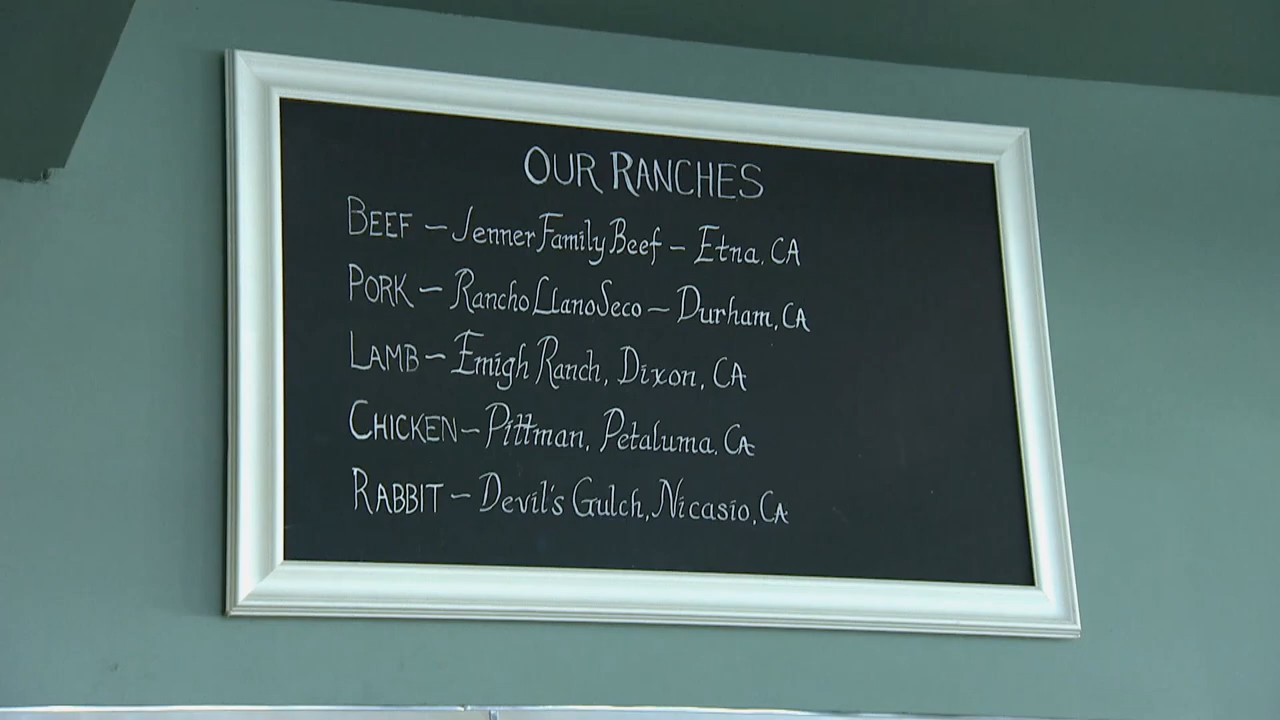 OUR RANCHES
BEEF – Jenner Family Beef – Etna, CA
PORK – Rancho Llano Seco – Durham, CA
LAMB – Emigh Ranch, Dixon, CA
CHICKEN – Pittman, Petaluma, CA
RABBIT – Devil's Gulch, Nicasio, CA